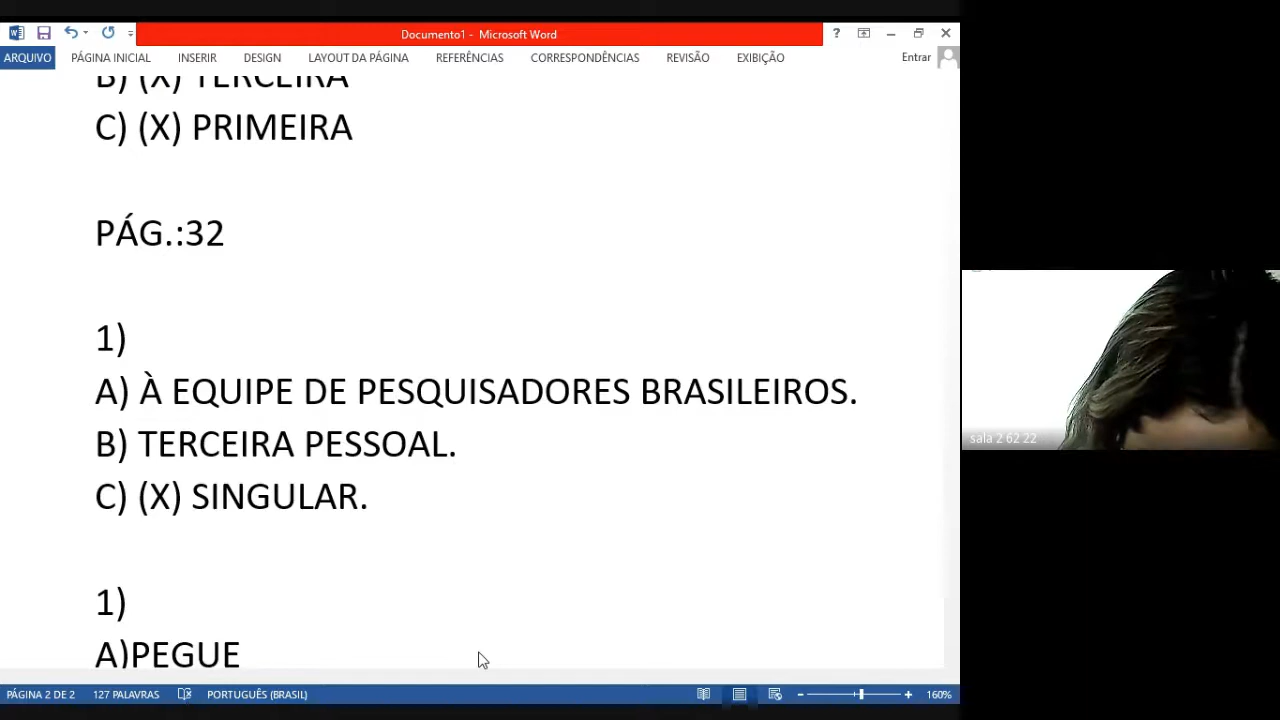 Documento1 - Microsoft Word
?
ARQUIVO PÁGINA INICIAL INSERIR DESIGN LAYOUT DA PÁGINA REFERÊNCIAS CORRESPONDÊNCIAS REVISÃO EXIBIÇÃO Entrar
B) (X) TERCEIRA
C) (X) PRIMEIRA
PÁG.:32
1)
A) À EQUIPE DE PESQUISADORES BRASILEIROS.
B) TERCEIRA PESSOAL.
C) (X) SINGULAR.
1)
A)PEGUE
sala 2 62 22
PÁGINA 2 DE 2 127 PALAVRAS PORTUGUÊS (BRASIL) 160%